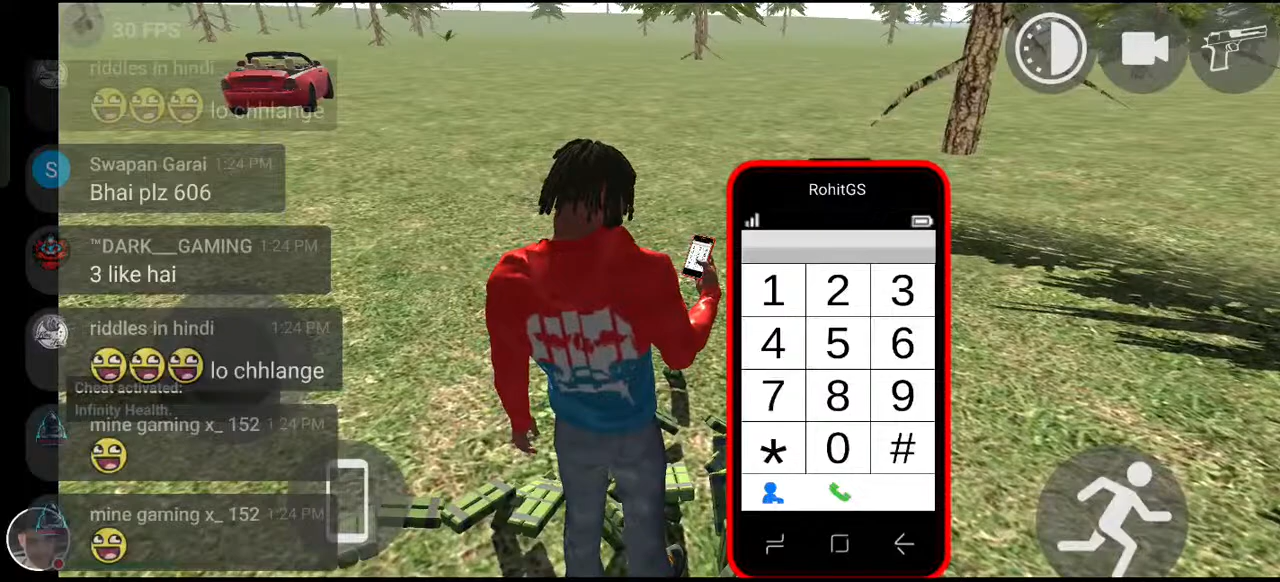 30 FPS
riddles in hindi
lo chhlange
S
Swapan Garai 1:24 PM
Bhai plz 606
™DARK__GAMING 1:24 PM
3 like hai
riddles in hindi 1:24 PM
lo chhlange
Cheat activated:
Infinity Health.
mine gaming x_ 152 1:24 PM
mine gaming x_ 152 1:24 PM
RohitGS
1 2 3
4 5 6
7 8 9
* 0 #